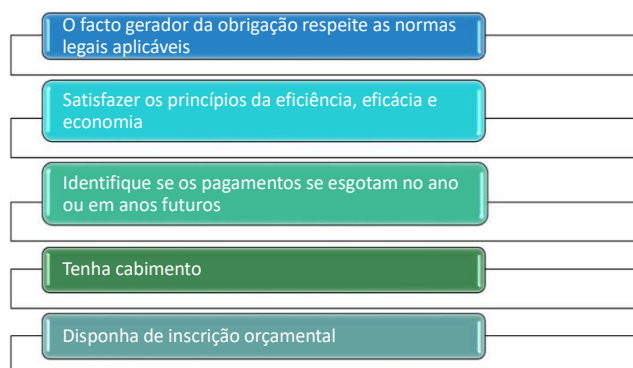 O facto gerador da obrigação respeite as normas
legais aplicáveis
Satisfazer os princípios da eficiência, eficácia e
economia
Identifique se os pagamentos se esgotam no ano
ou em anos futuros
Tenha cabimento
Disponha de inscrição orçamental